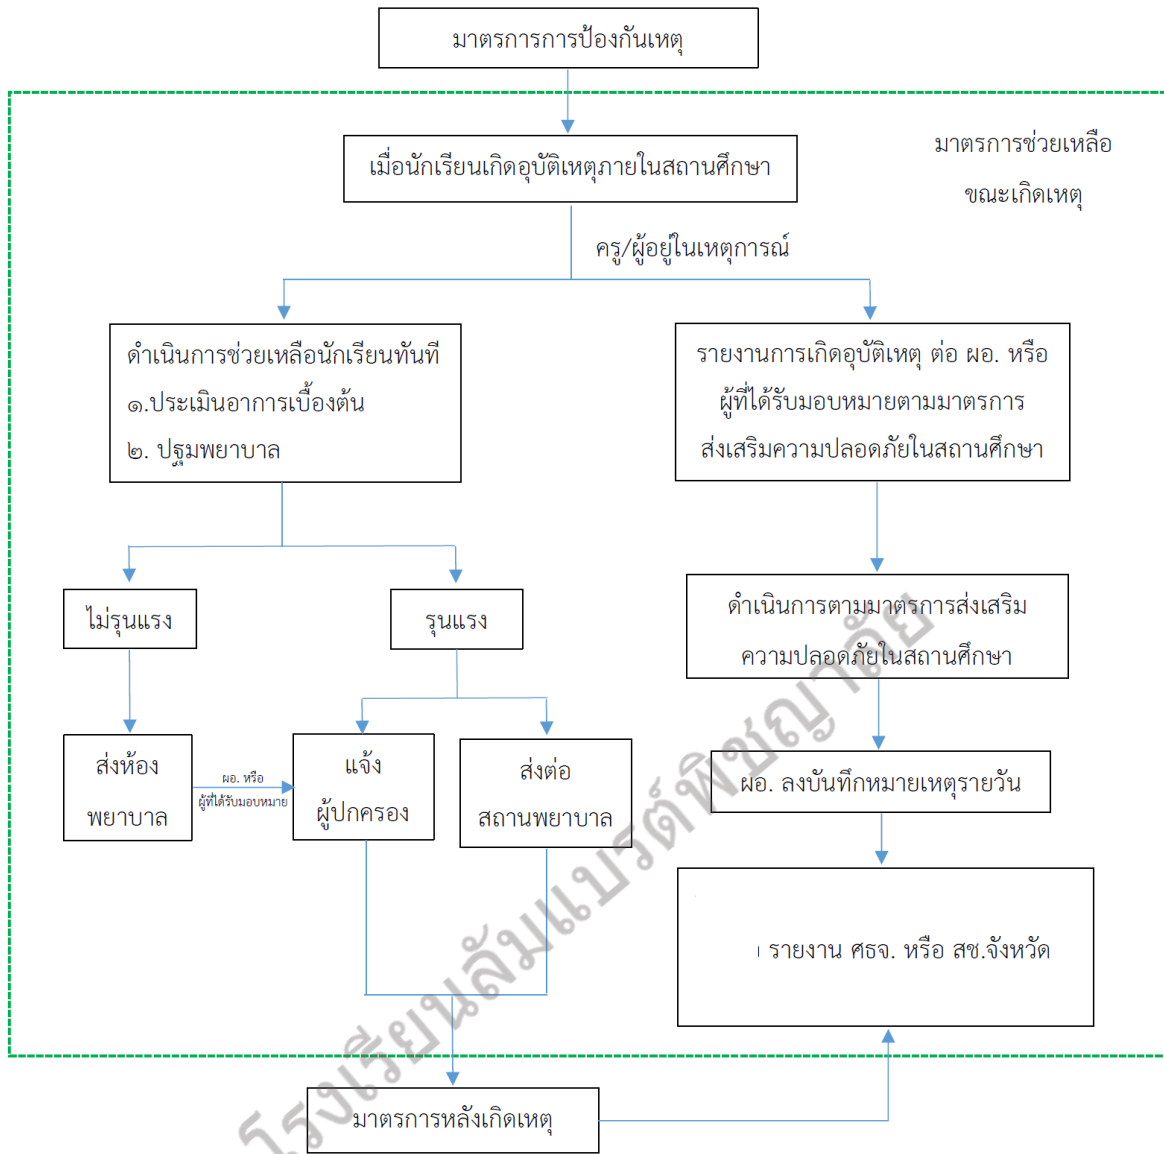 มาตรการการป้องกันเหตุ
เมื่อนักเรียนเกิดอุบัติเหตุภายในสถานศึกษา
มาตรการช่วยเหลือ
ขณะเกิดเหตุ
ครู/ผู้อยู่ในเหตุการณ์
ดำเนินการช่วยเหลือนักเรียนทันที
๑.ประเมินอาการเบื้องต้น
๒. ปฐมพยาบาล
รายงานการเกิดอุบัติเหตุ ต่อ ผอ. หรือ
ผู้ที่ได้รับมอบหมายตามมาตรการ
ส่งเสริมความปลอดภัยในสถานศึกษา
ไม่รุนแรง
รุนแรง
ดำเนินการตามมาตรการส่งเสริม
ความปลอดภัยในสถานศึกษา
ส่งห้อง
พยาบาล
ผอ. หรือ
ผู้ที่ได้รับมอบหมาย
แจ้ง
ผู้ปกครอง
ส่งต่อ
สถานพยาบาล
ผอ. ลงบันทึกหมายเหตุรายวัน
รายงาน ศธจ. หรือ สช.จังหวัด
มาตรการหลังเกิดเหตุ
โรงเรียนลัมแบรต์พิชญาลัย